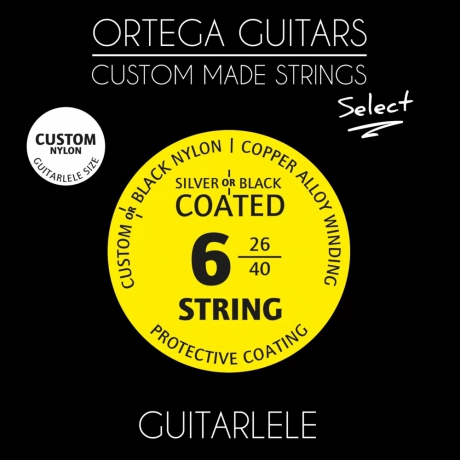 ORTEGA GUITARS
CUSTOM MADE STRINGS
Select
CUSTOM
NYLON
GUITARLELE SIZE
CUSTOM OR BLACK NYLON | COPPER ALLOY WINDING
SILVER OR BLACK
COATED
6 26
40
STRING
PROTECTIVE COATING
GUITARLELE